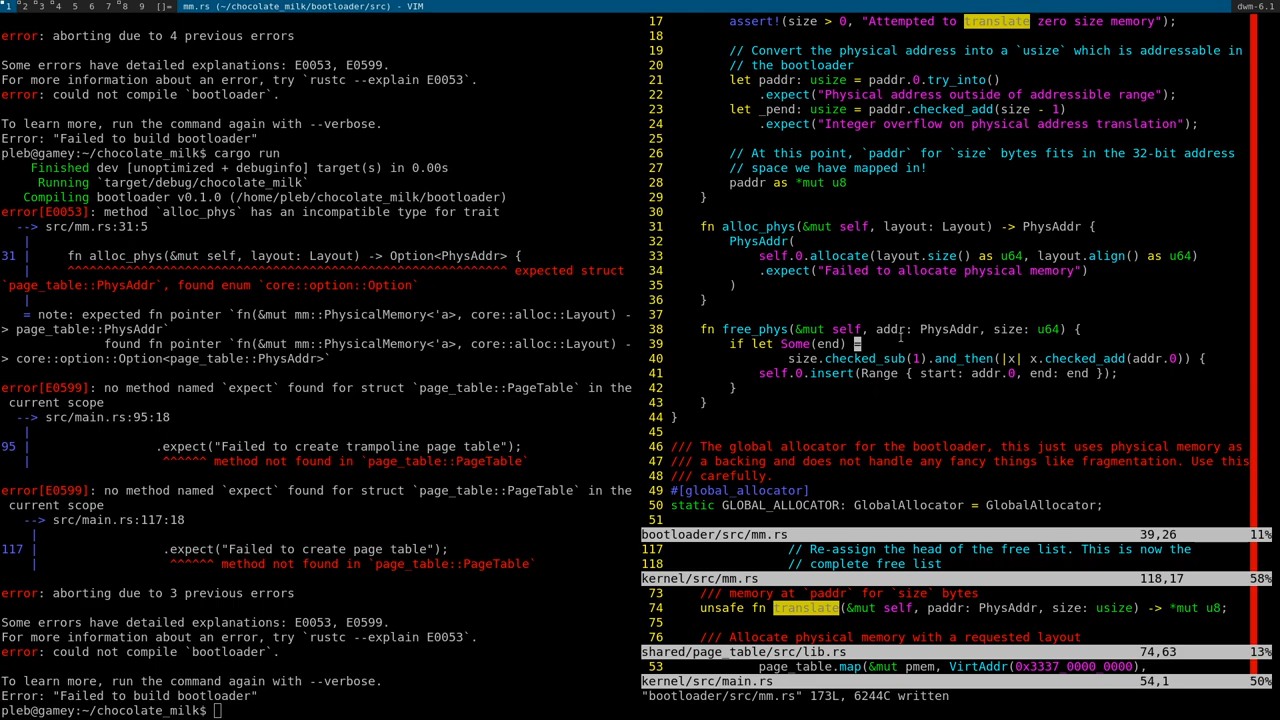 1 2 3 4 5 6 7 8 9 []= mm.rs (~/chocolate_milk/bootloader/src) - VIM dwm-6.1
error: aborting due to 4 previous errors
Some errors have detailed explanations: E0053, E0599.
For more information about an error, try `rustc --explain E0053`.
error: could not compile `bootloader`.
To learn more, run the command again with --verbose.
Error: "Failed to build bootloader"
pleb@gamey:~/chocolate_milk$ cargo run
Finished dev [unoptimized + debuginfo] target(s) in 0.00s
Running `target/debug/chocolate_milk`
Compiling bootloader v0.1.0 (/home/pleb/chocolate_milk/bootloader)
error[E0053]: method `alloc_phys` has an incompatible type for trait
--> src/mm.rs:31:5
|
31 | fn alloc_phys(&mut self, layout: Layout) -> Option<PhysAddr> {
| ^^^^^^^^^^^^^^^^^^^^^^^^^^^^^^^^^^^^^^^^^^^^^^^^^^^^^^^^^^^^ expected struct
`page_table::PhysAddr`, found enum `core::option::Option`
|
= note: expected fn pointer `fn(&mut mm::PhysicalMemory<'a>, core::alloc::Layout) -
> page_table::PhysAddr`
found fn pointer `fn(&mut mm::PhysicalMemory<'a>, core::alloc::Layout) -
> core::option::Option<page_table::PhysAddr>`
error[E0599]: no method named `expect` found for struct `page_table::PageTable` in the
current scope
--> src/main.rs:95:18
|
95 | .expect("Failed to create trampoline page table");
| ^^^^^^ method not found in `page_table::PageTable`
error[E0599]: no method named `expect` found for struct `page_table::PageTable` in the
current scope
--> src/main.rs:117:18
|
117 | .expect("Failed to create page table");
| ^^^^^^ method not found in `page_table::PageTable`
error: aborting due to 3 previous errors
Some errors have detailed explanations: E0053, E0599.
For more information about an error, try `rustc --explain E0053`.
error: could not compile `bootloader`.
To learn more, run the command again with --verbose.
Error: "Failed to build bootloader"
pleb@gamey:~/chocolate_milk$
17 assert!(size > 0, "Attempted to translate zero size memory");
18
19 // Convert the physical address into a `usize` which is addressable in
20 // the bootloader
21 let paddr: usize = paddr.0.try_into()
22 .expect("Physical address outside of addressible range");
23 let _pend: usize = paddr.checked_add(size - 1)
24 .expect("Integer overflow on physical address translation");
25
26 // At this point, `paddr` for `size` bytes fits in the 32-bit address
27 // space we have mapped in!
28 paddr as *mut u8
29 }
30
31 fn alloc_phys(&mut self, layout: Layout) -> PhysAddr {
32 PhysAddr(
33 self.0.allocate(layout.size() as u64, layout.align() as u64)
34 .expect("Failed to allocate physical memory")
35 )
36 }
37
38 fn free_phys(&mut self, addr: PhysAddr, size: u64) {
39 if let Some(end) =
40 size.checked_sub(1).and_then(|x| x.checked_add(addr.0)) {
41 self.0.insert(Range { start: addr.0, end: end });
42 }
43 }
44 }
45
46 /// The global allocator for the bootloader, this just uses physical memory as
47 /// a backing and does not handle any fancy things like fragmentation. Use this
48 /// carefully.
49 #[global_allocator]
50 static GLOBAL_ALLOCATOR: GlobalAllocator = GlobalAllocator;
51
bootloader/src/mm.rs 39,26 11%
117 // Re-assign the head of the free list. This is now the
118 // complete free list
kernel/src/mm.rs 118,17 58%
73 /// memory at `paddr` for `size` bytes
74 unsafe fn translate(&mut self, paddr: PhysAddr, size: usize) -> *mut u8;
75
76 /// Allocate physical memory with a requested layout
shared/page_table/src/lib.rs 74,63 13%
53 page_table.map(&mut pmem, VirtAddr(0x3337_0000_0000),
kernel/src/main.rs 54,1 50%
"bootloader/src/mm.rs" 173L, 6244C written